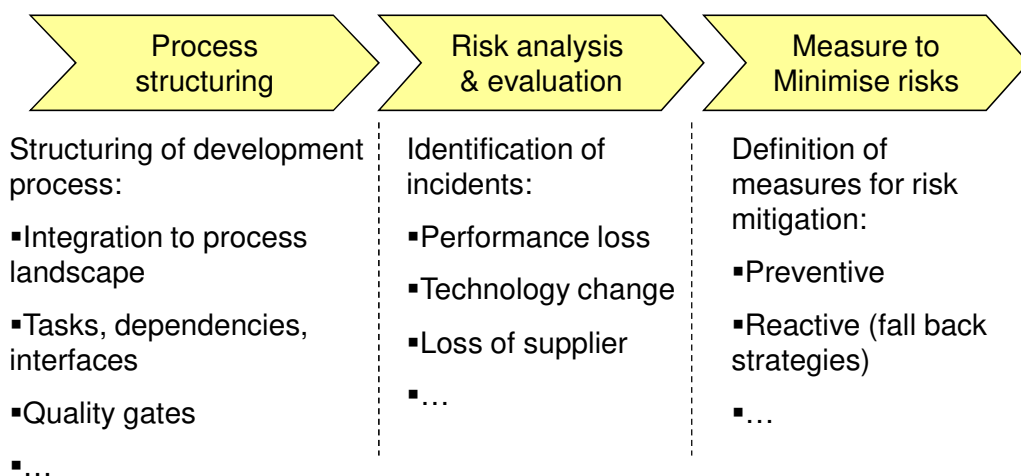 Process
structuring
Risk analysis
& evaluation
Measure to
Minimise risks
Structuring of development
process:
▪Integration to process
landscape
▪Tasks, dependencies,
interfaces
▪Quality gates
▪...
Identification of
incidents:
▪Performance loss
▪Technology change
▪Loss of supplier
▪...
Definition of
measures for risk
mitigation:
▪Preventive
▪Reactive (fall back
strategies)
▪...